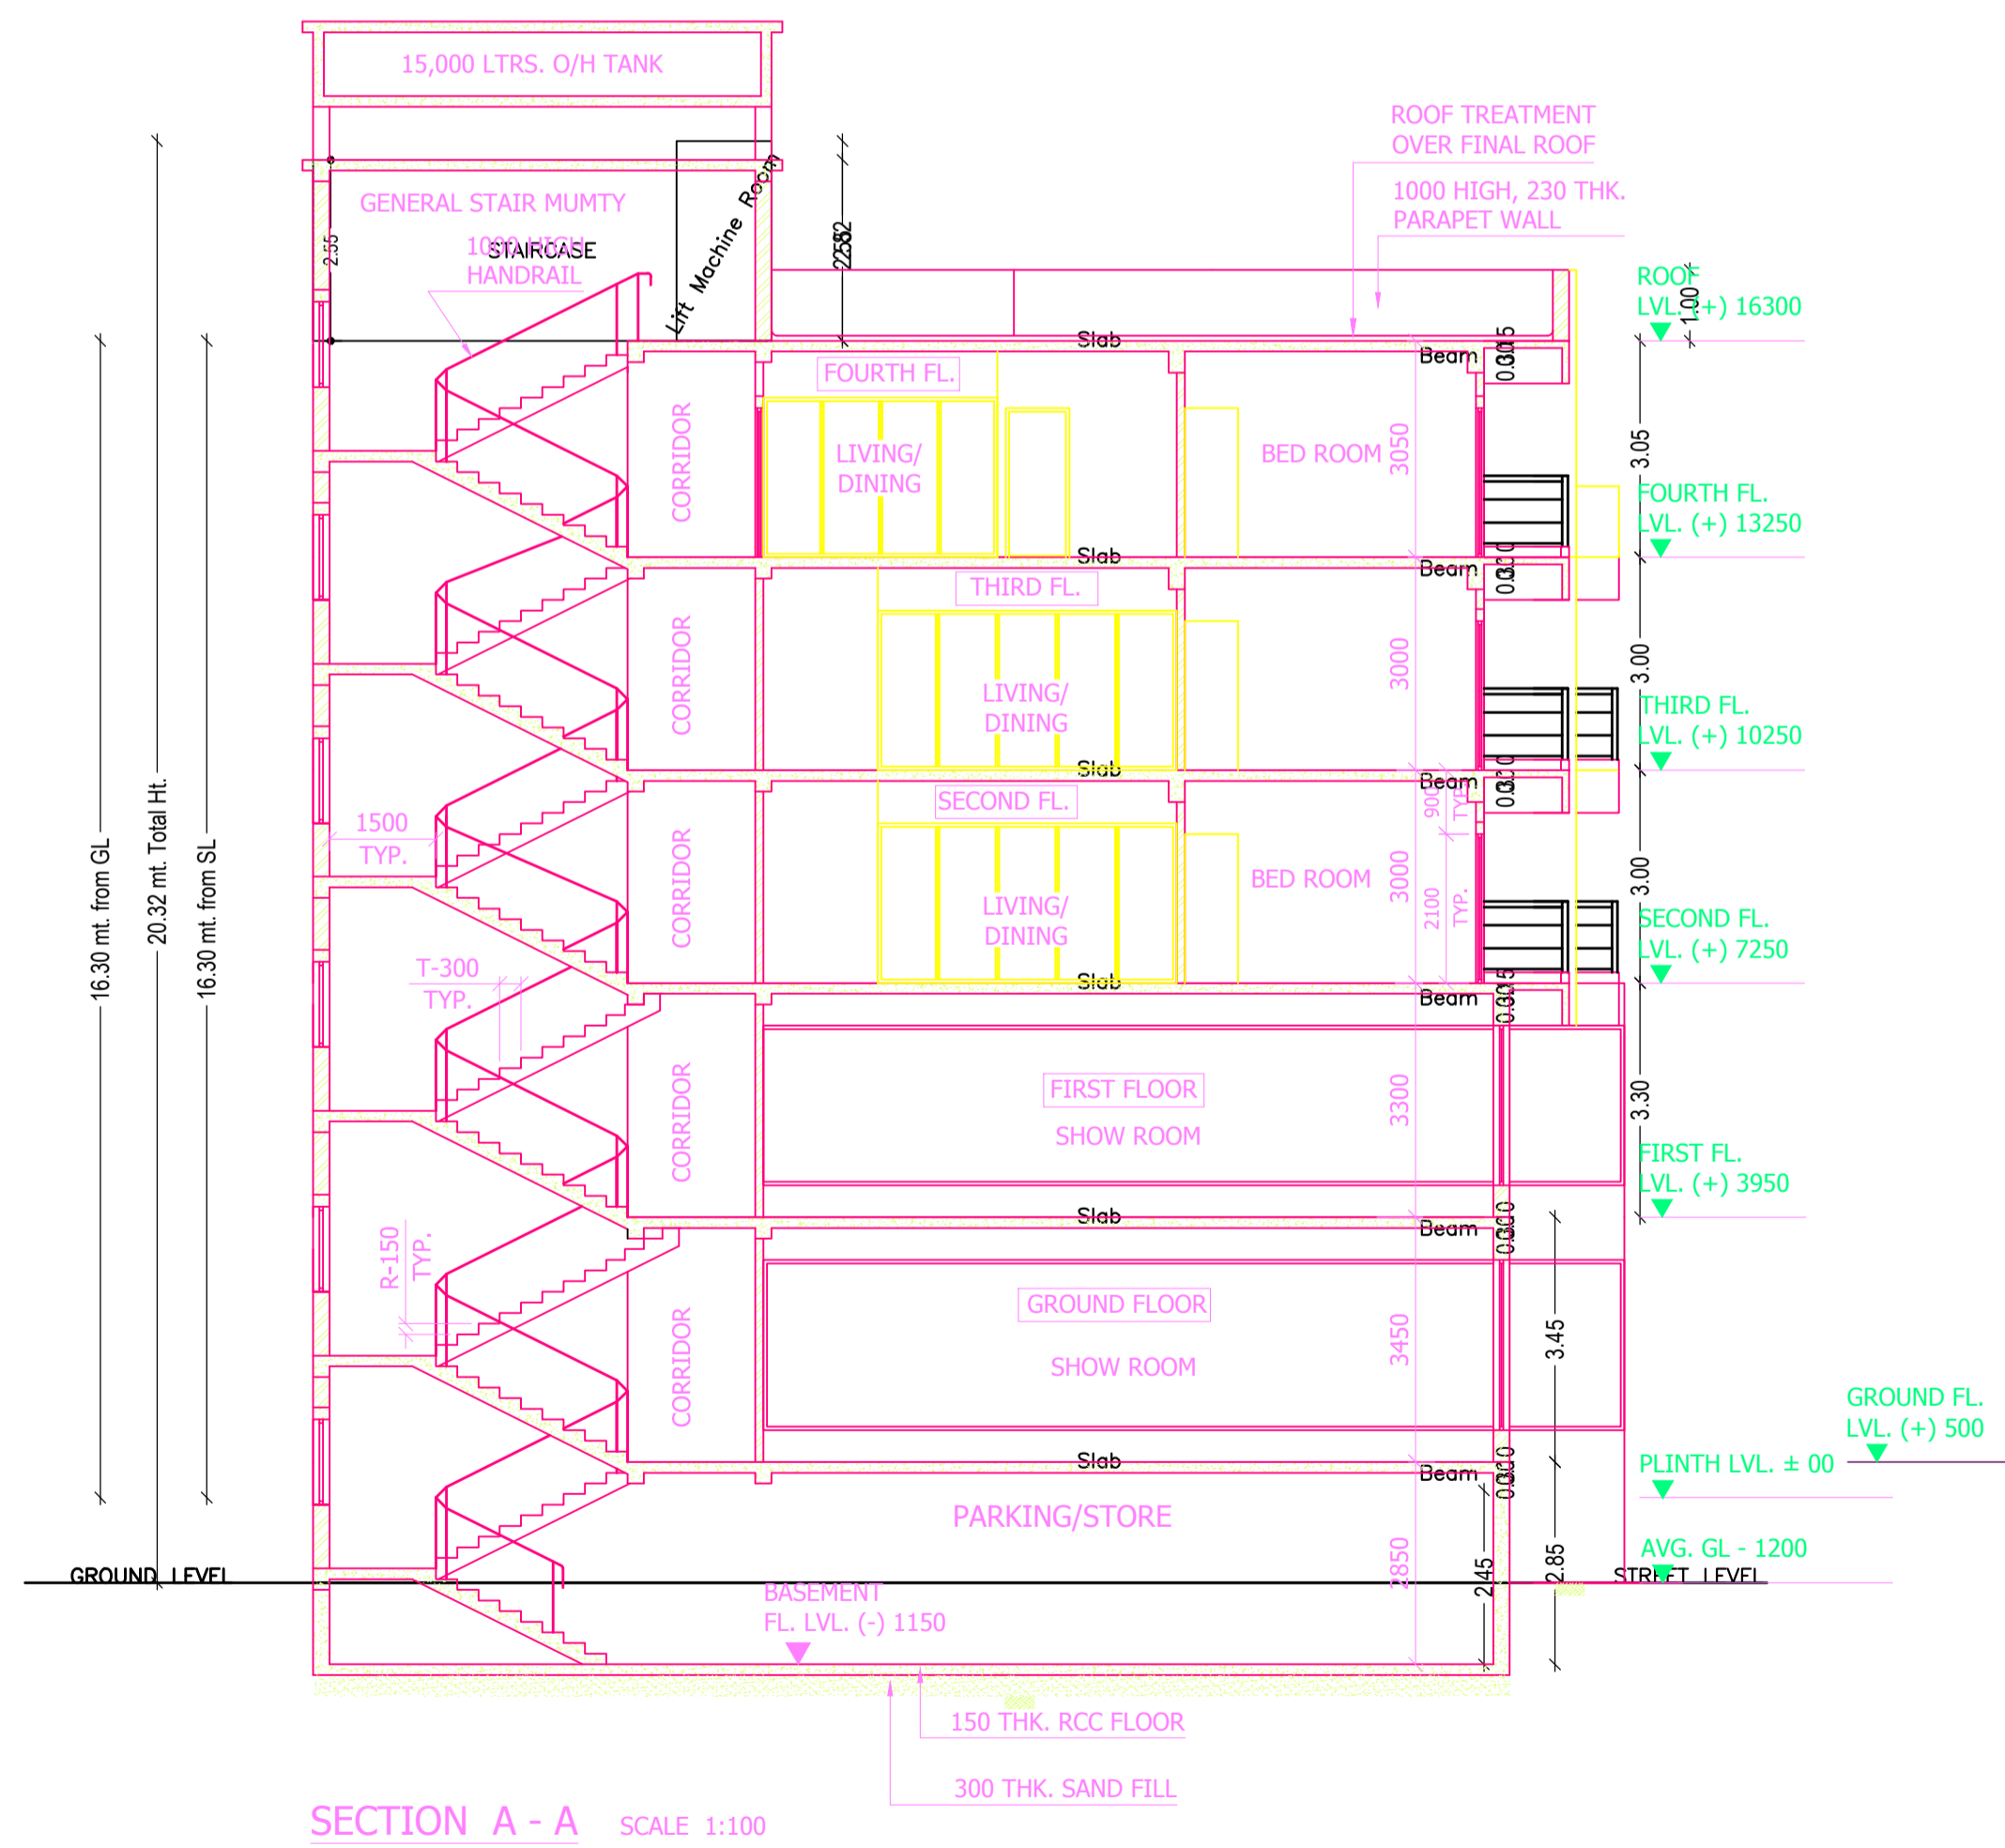 15,000 LTRS. O/H TANK
ROOF TREATMENT
OVER FINAL ROOF
1000 HIGH, 230 THK.
PARAPET WALL
GENERAL STAIR MUMTY
1000 HIGH
HANDRAIL
STAIRCASE
2.55
Lift Machine Room
ROOF
LVL. (+) 16300
1.00
Slab
Beam
FOURTH FL.
CORRIDOR
LIVING/
DINING
BED ROOM
3050
3.05
FOURTH FL.
LVL. (+) 13250
Slab
Beam
THIRD FL.
CORRIDOR
LIVING/
DINING
3000
3.00
THIRD FL.
LVL. (+) 10250
Slab
Beam
SECOND FL.
CORRIDOR
LIVING/
DINING
BED ROOM
3000
900
TYP.
2100
TYP.
3.00
SECOND FL.
LVL. (+) 7250
16.30 mt. from GL
20.32 mt. Total Ht.
16.30 mt. from SL
1500
TYP.
T-300
TYP.
Slab
Beam
CORRIDOR
FIRST FLOOR
SHOW ROOM
3300
3.30
FIRST FL.
LVL. (+) 3950
R-150
TYP.
Slab
Beam
CORRIDOR
GROUND FLOOR
SHOW ROOM
3450
3.45
GROUND FL.
LVL. (+) 500
Slab
Beam
PLINTH LVL. ± 00
PARKING/STORE
2850
2.45
2.85
AVG. GL - 1200
GROUND LEVEL
STREET LEVEL
BASEMENT
FL. LVL. (-) 1150
150 THK. RCC FLOOR
300 THK. SAND FILL
SECTION A - A SCALE 1:100